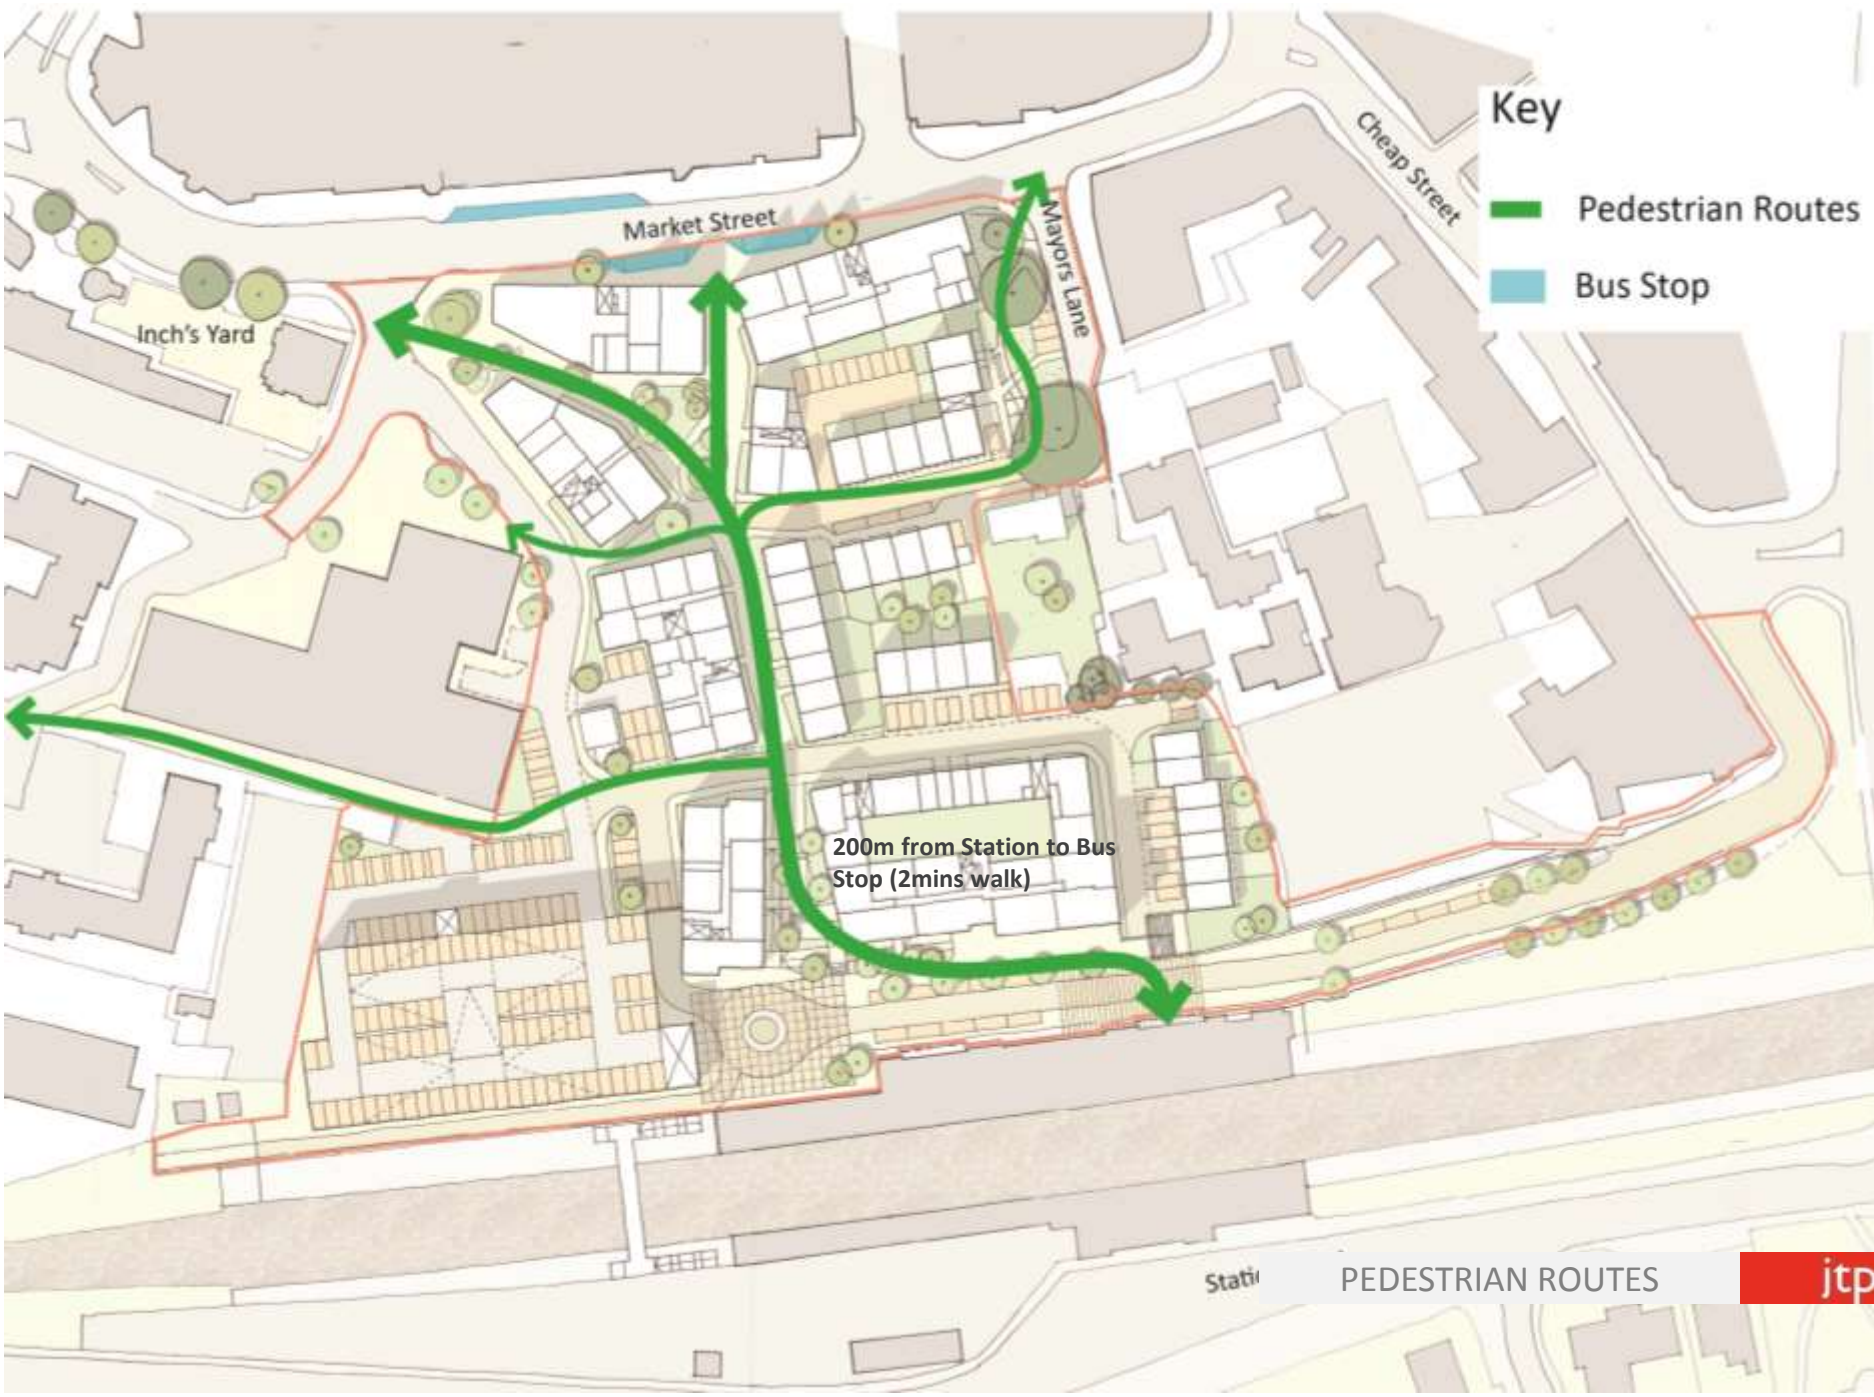 Key
Pedestrian Routes
Bus Stop
Cheap Street
Market Street
Mayors Lane
Inch's Yard
200m from Station to Bus
Stop (2mins walk)
PEDESTRIAN ROUTES
jtp